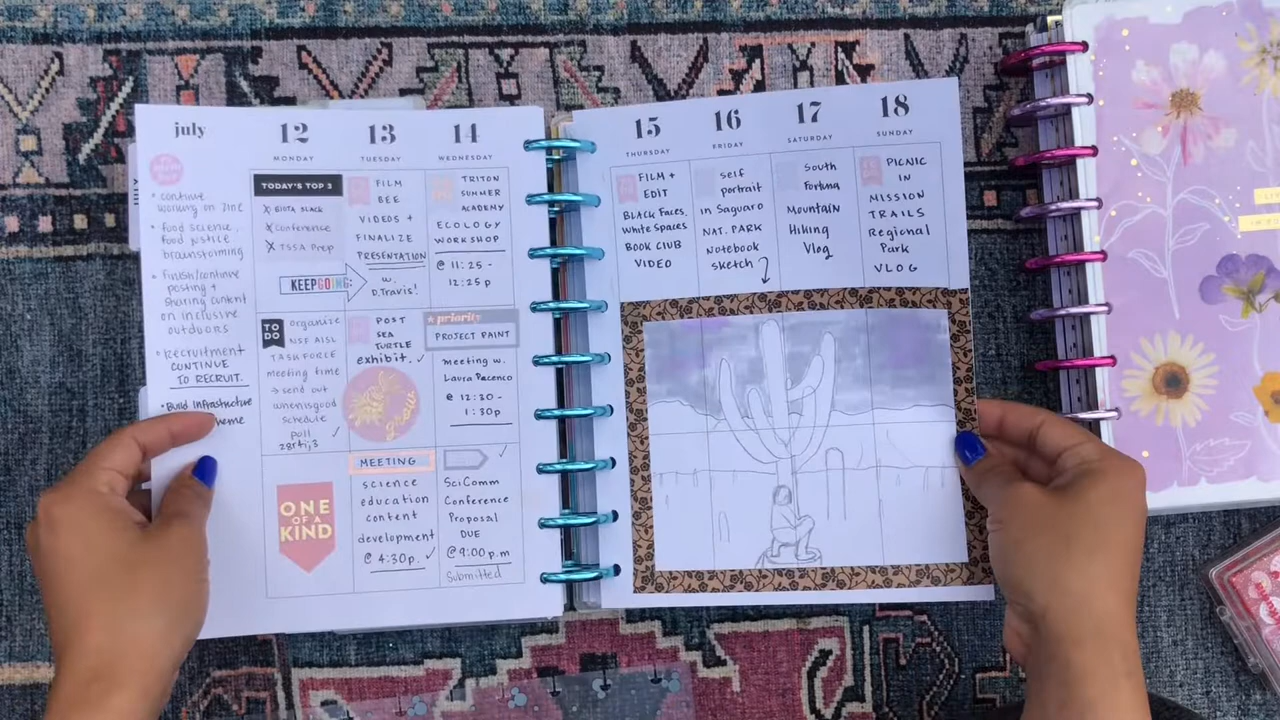 july
• continue
working on zine
• food science,
food justice
brainstorming
• finish/continue
posting +
sharing content
on inclusive
outdoors
• Recruitment
CONTINUE
TO RECRUIT.
• Build Infrastructure
12
MONDAY
TODAY'S TOP 3
X BIOTA SLACK
X Conference
X TSSA Prep
KEEP GOING:
TO
DO
organize
NSF AISL
TASK FORCE
meeting time
→ send out
whenisgood
schedule
poll
ONE
OF A
KIND
13
TUESDAY
FILM
BEE
VIDEOS +
FINALIZE
PRESENTATION
w.
D.Travis!
POST
SEA
TURTLE
exhibit. ✓
grow
MEETING
science
education
content
development
@ 4:30p. ✓
14
WEDNESDAY
TRITON
SUMMER
ACADEMY
ECOLOGY
WORKSHOP
@ 11:25 -
12:25 p
★ priority
PROJECT PAINT
meeting w.
Laura Pecenco
@ 12:30 -
1:30p
✓
SciComm
Conference
Proposal
DUE
@ 9:00 p.m
Submitted
15
THURSDAY
FILM +
EDIT
BLACK Faces,
White Spaces
BOOK CLUB
VIDEO
16
FRIDAY
self
portrait
in Saguaro
NAT. PARK
Notebook
sketch
17
SATURDAY
South
Fortuna
Mountain
Hiking
Vlog
18
SUNDAY
PICNIC
IN
MISSION
TRAILS
Regional
Park
VLOG